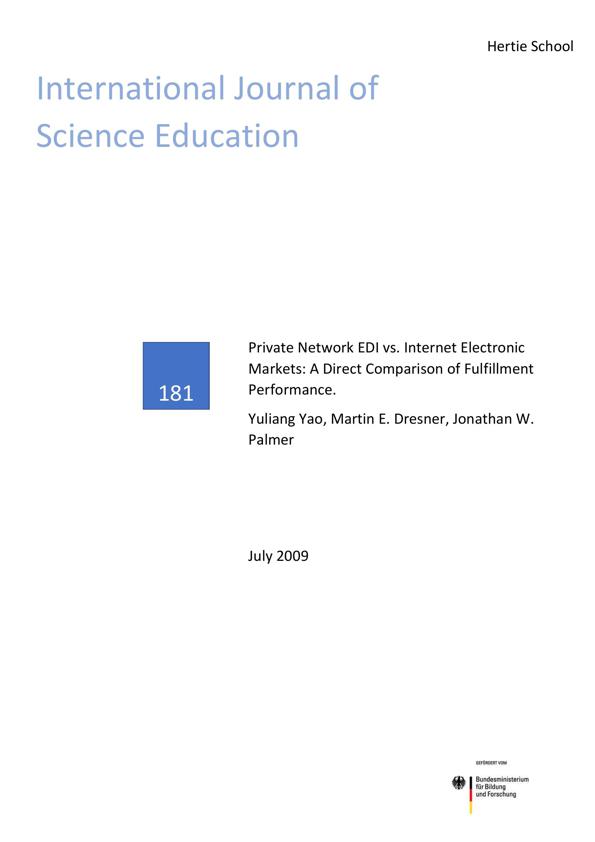 Hertie School
International Journal of
Science Education
181
Private Network EDI vs. Internet Electronic
Markets: A Direct Comparison of Fulfillment
Performance.
Yuliang Yao, Martin E. Dresner, Jonathan W.
Palmer
July 2009
GEFÖRDERT VOM
Bundesministerium
für Bildung
und Forschung